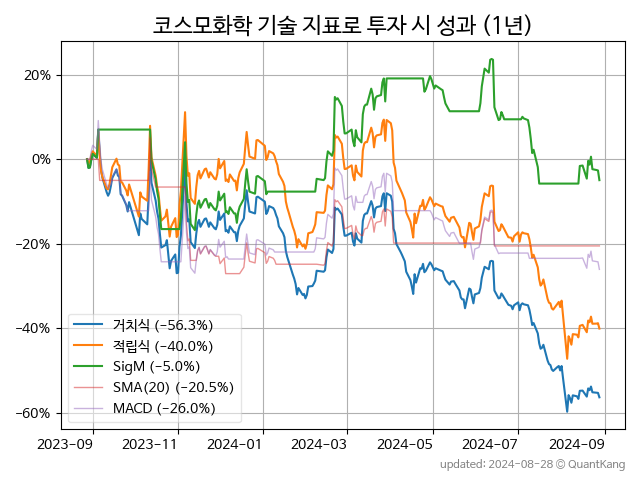 코스모화학 기술 지표로 투자 시 성과 (1년)
20%
0%
−20%
−40%
−60%
거치식 (−56.3%)
적립식 (−40.0%)
SigM (−5.0%)
SMA(20) (−20.5%)
MACD (−26.0%)
2023-09 2023-11 2024-01 2024-03 2024-05 2024-07 2024-09
updated: 2024-08-28 © QuantKang